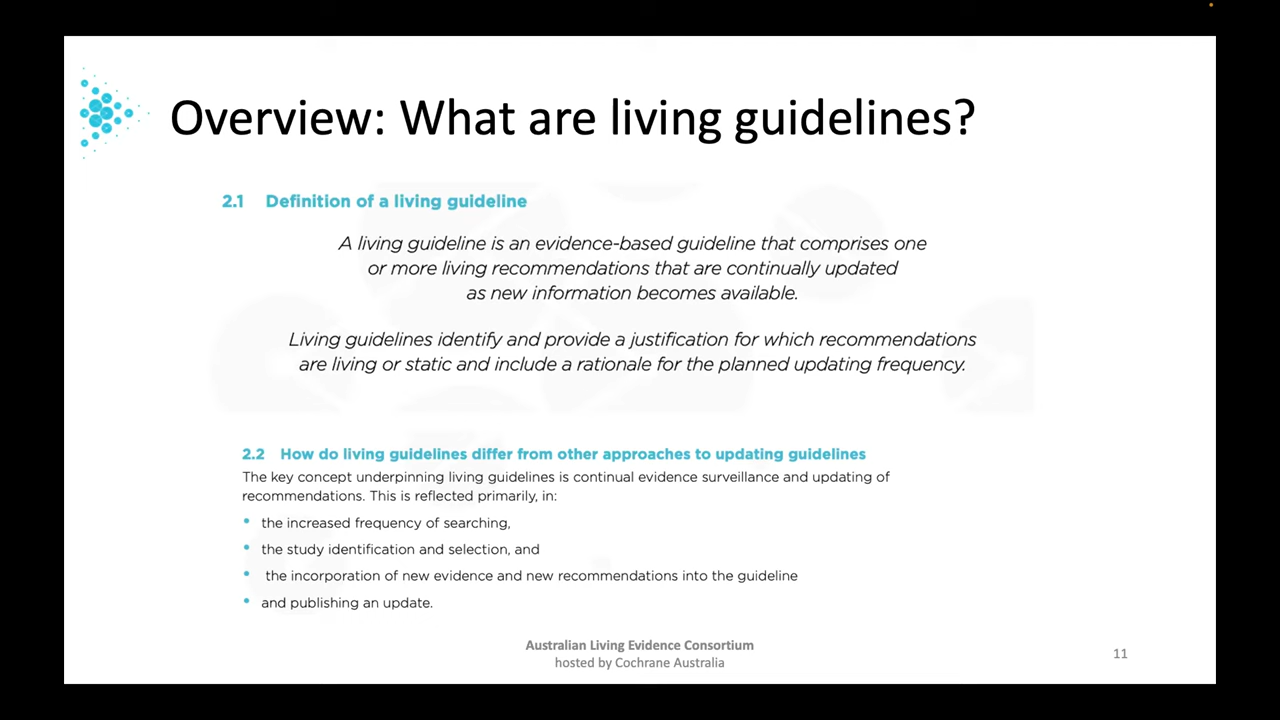 Overview: What are living guidelines?
2.1 Definition of a living guideline
A living guideline is an evidence-based guideline that comprises one
or more living recommendations that are continually updated
as new information becomes available.
Living guidelines identify and provide a justification for which recommendations
are living or static and include a rationale for the planned updating frequency.
2.2 How do living guidelines differ from other approaches to updating guidelines
The key concept underpinning living guidelines is continual evidence surveillance and updating of
recommendations. This is reflected primarily, in:
• the increased frequency of searching,
• the study identification and selection, and
• the incorporation of new evidence and new recommendations into the guideline
• and publishing an update.
Australian Living Evidence Consortium
hosted by Cochrane Australia
11